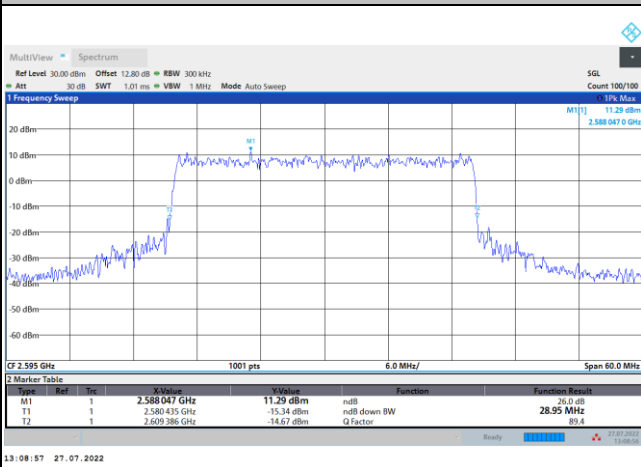 MultiView Spectrum
Ref Level 30.00 dBm Offset 12.80 dB RBW 300 kHz SGL
Att 30 dB SWT 1.01 ms VBW 1 MHz Mode Auto Sweep Count 100/100
1 Frequency Sweep 1Pk Max
M1[1] 11.29 dBm
2.588 047 0 GHz
20 dBm
M1
10 dBm
0 dBm
-10 dBm
T1 T2
-20 dBm
-30 dBm
-40 dBm
-50 dBm
-60 dBm
CF 2.595 GHz 1001 pts 6.0 MHz/ Span 60.0 MHz
2 Marker Table
Type Ref Trc X-Value Y-Value Function Function Result
M1 1 2.588 047 GHz 11.29 dBm ndB 26.0 dB
T1 1 2.580 435 GHz -15.34 dBm ndB down BW 28.95 MHz
T2 1 2.609 386 GHz -14.67 dBm Q Factor 89.4
Ready 27.07.2022
13:08:56
13:08:57 27.07.2022